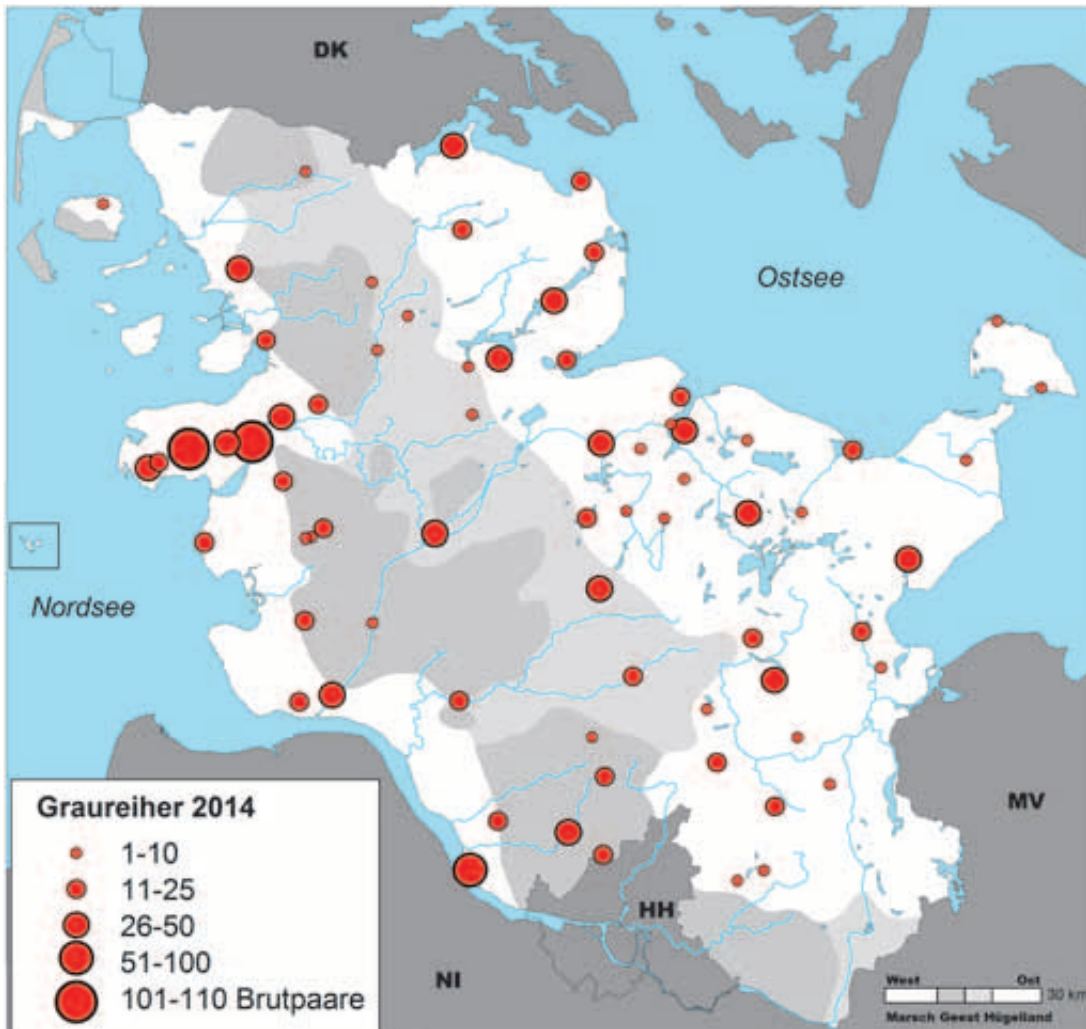 DK
Ostsee
Nordsee
MV
HH
NI
Graureiher 2014
1-10
11-25
26-50
51-100
101-110 Brutpaare
West Ost
30 km
Marsch Geest Hügelland